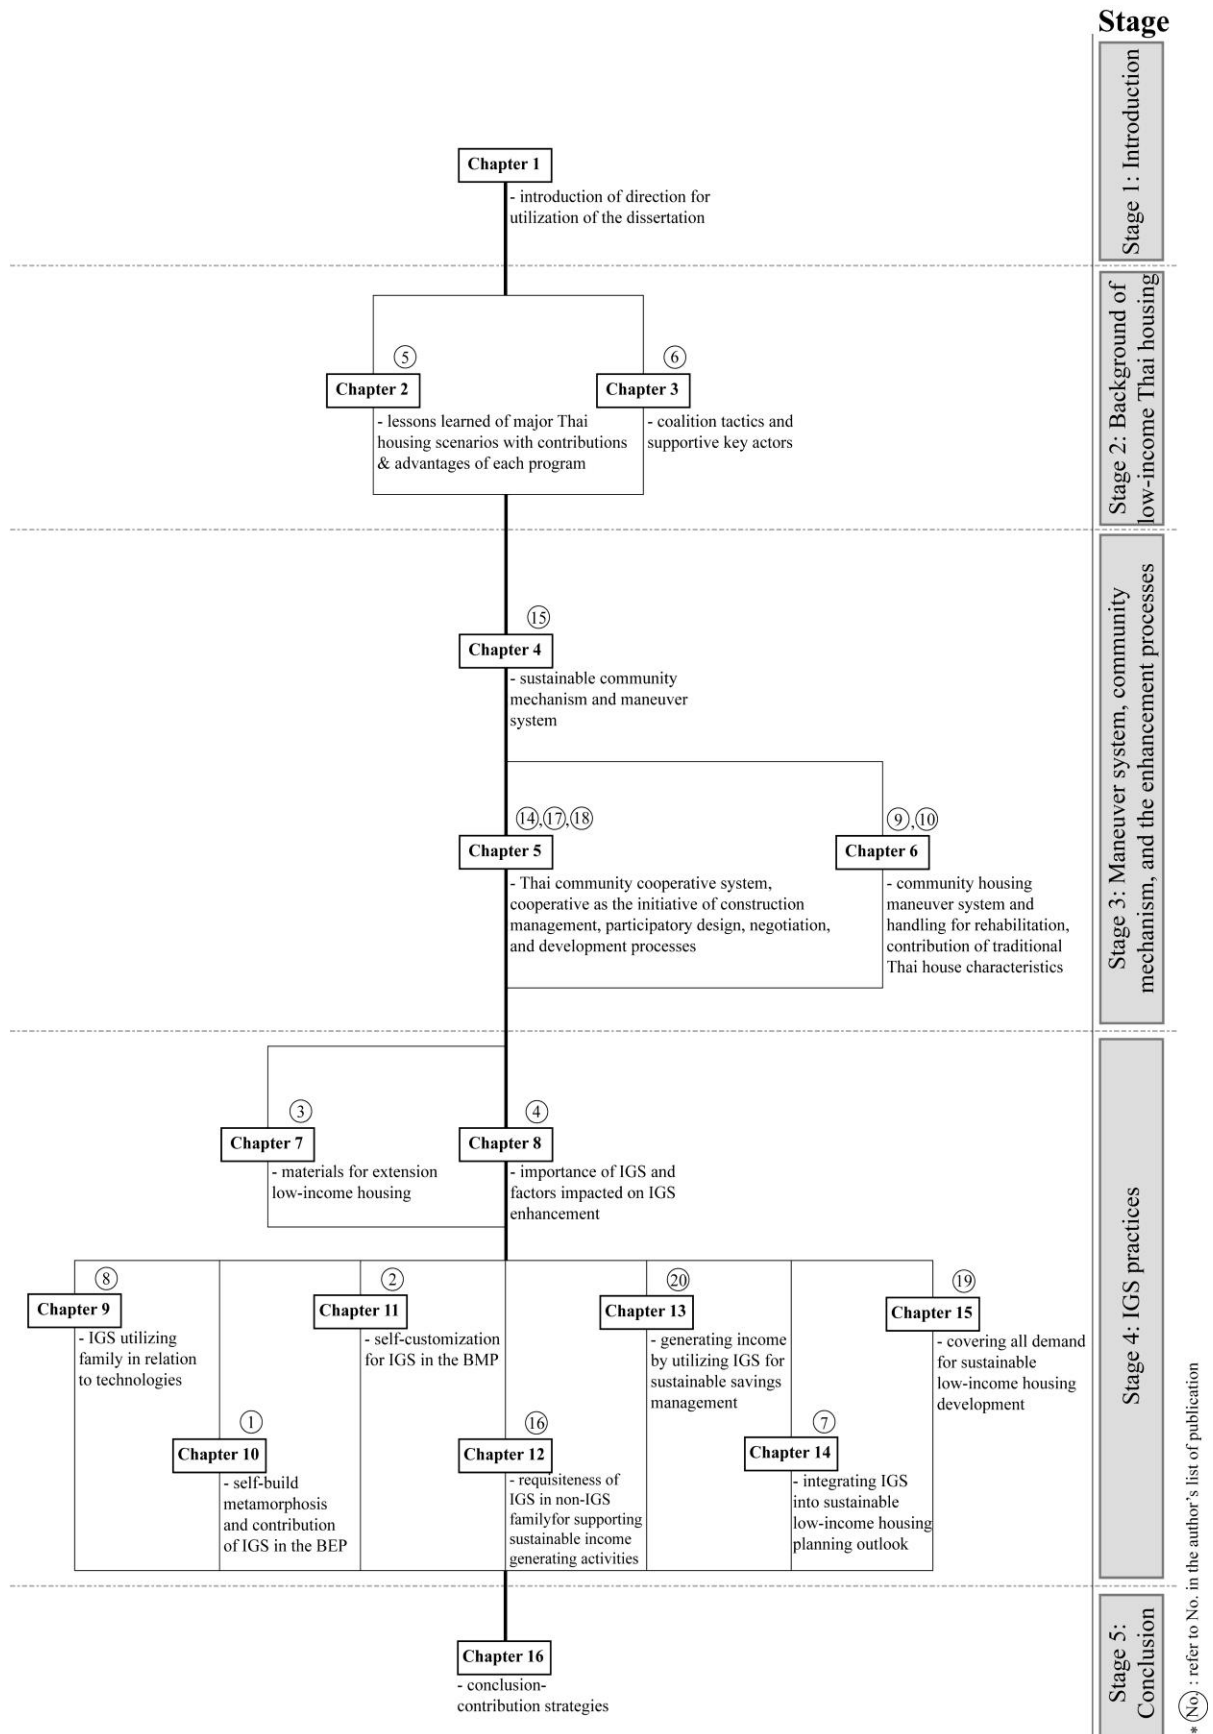 Stage
Stage 1: Introduction
Chapter 1
- introduction of direction for
utilization of the dissertation
Stage 2: Background of
low-income Thai housing
5
Chapter 2
- lessons learned of major Thai
housing scenarios with contributions
& advantages of each program
6
Chapter 3
- coalition tactics and
supportive key actors
Stage 3: Maneuver system, community
mechanism, and the enhancement processes
15
Chapter 4
- sustainable community
mechanism and maneuver
system
14,17,18
Chapter 5
- Thai community cooperative system,
cooperative as the initiative of construction
management, participatory design, negotiation,
and development processes
9,10
Chapter 6
- community housing
maneuver system and
handling for rehabilitation,
contribution of traditional
Thai house characteristics
Stage 4: IGS practices
3
Chapter 7
- materials for extension
low-income housing
4
Chapter 8
- importance of IGS and
factors impacted on IGS
enhancement
8
Chapter 9
- IGS utilizing
family in relation
to technologies
1
Chapter 10
- self-build
metamorphosis
and contribution
of IGS in the BEP
2
Chapter 11
- self-customization
for IGS in the BMP
16
Chapter 12
- requisiteness of
IGS in non-IGS
familyfor supporting
sustainable income
generating activities
20
Chapter 13
- generating income
by utilizing IGS for
sustainable savings
management
7
Chapter 14
- integrating IGS
into sustainable
low-income housing
planning outlook
19
Chapter 15
- covering all demand
for sustainable
low-income housing
development
Stage 5:
Conclusion
Chapter 16
- conclusion-
contribution strategies
* No. : refer to No. in the author's list of publication